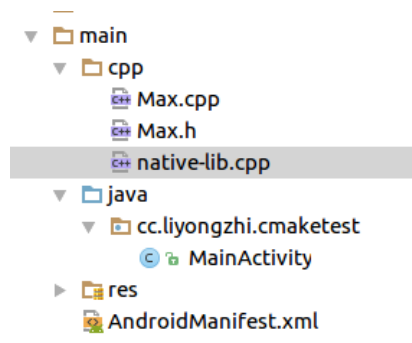 main
cpp
Max.cpp
Max.h
native-lib.cpp
java
cc.liyongzhi.cmaketest
MainActivity
res
AndroidManifest.xml